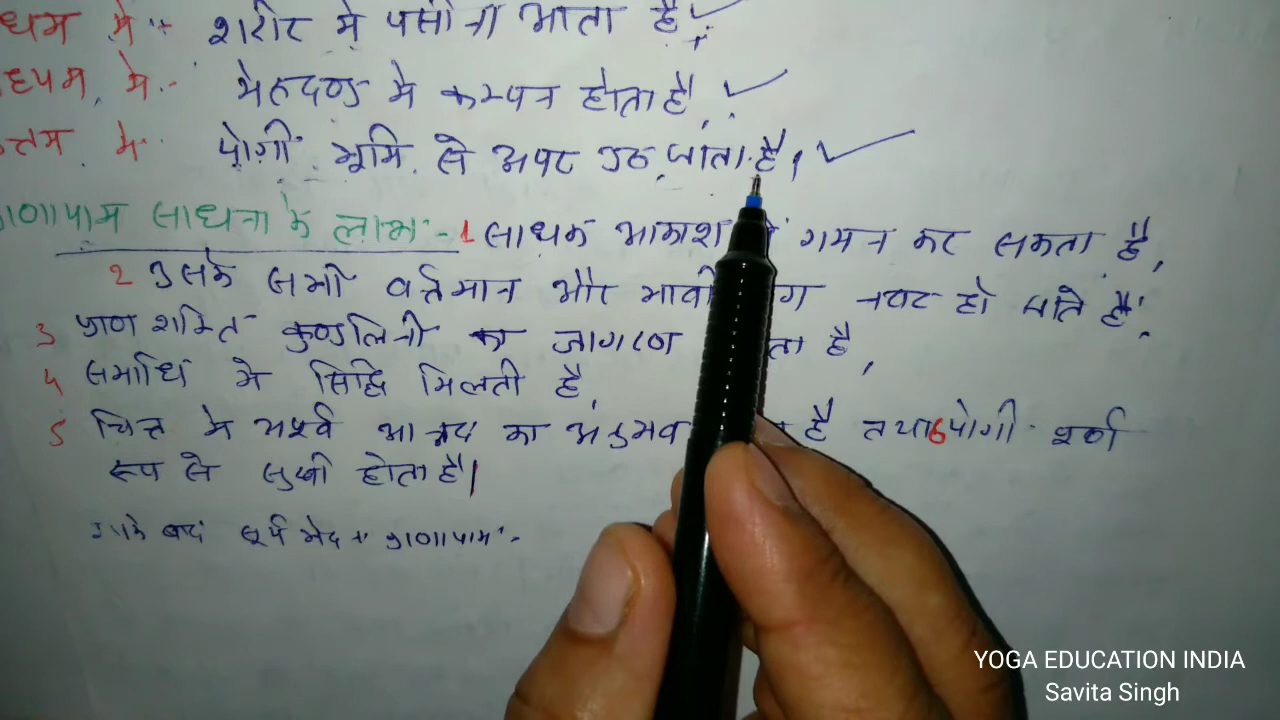 धम में :- शरीर मे पसीना आता है,
ध्यम, मे.- मेरुदण्ड मे कम्पन होता है,
त्तम. मे योगी भूमि. से ऊपर उठ जाता है।
प्राणायाम साधना के लाभ :- 1 साधक आकाश में गमन कर सकता है,
2 उसके सभी वर्त्तमान और भावी ग नष्ट हो जाते है,
3 प्राण शक्ति कुण्डलिनी का जागरण ता है,
4 समाधि मे सिद्धि मिलती है,
5 चित्त मे अपूर्व आनन्द का अनुभव है तथा 6 योगी पूर्ण
रूप से सुखी होता है।
इसके बाद सूर्य भेदन प्राणायाम :-
YOGA EDUCATION INDIA
Savita Singh